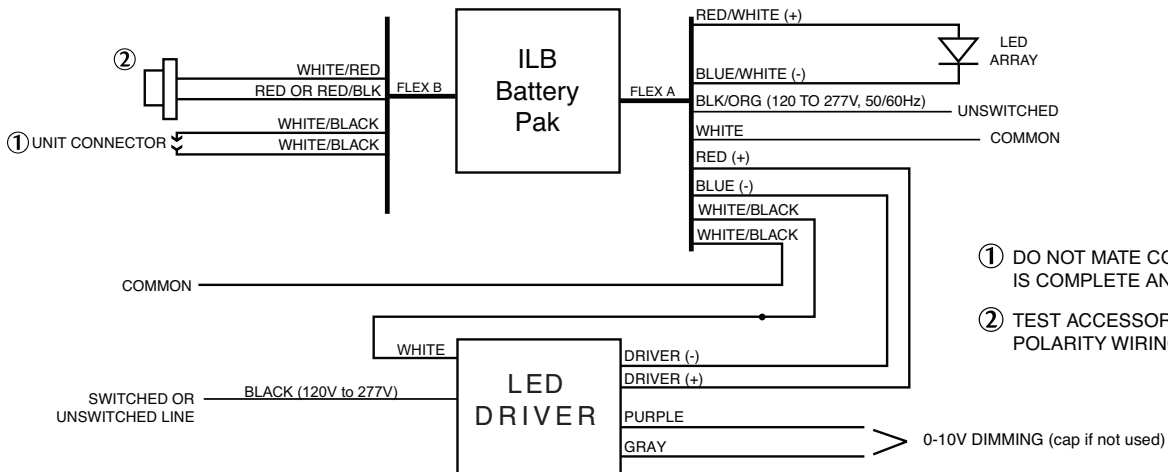 RED/WHITE (+)
②
ILB
Battery
Pak
LED
ARRAY
WHITE/RED
BLUE/WHITE (-)
RED OR RED/BLK
FLEX B
FLEX A
BLK/ORG (120 TO 277V, 50/60Hz)
UNSWITCHED
WHITE/BLACK
① UNIT CONNECTOR
WHITE/BLACK
WHITE
COMMON
RED (+)
BLUE (-)
WHITE/BLACK
WHITE/BLACK
① DO NOT MATE CO
IS COMPLETE AN
COMMON
② TEST ACCESSOR
POLARITY WIRING
WHITE
DRIVER (-)
LED
DRIVER
DRIVER (+)
BLACK (120V to 277V)
SWITCHED OR
UNSWITCHED LINE
PURPLE
GRAY
0-10V DIMMING (cap if not used)